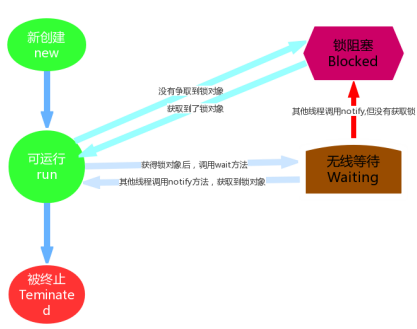 新创建
new
锁阻塞
Blocked
没有争取到锁对象
获取到了锁对象
其他线程调用notify,但没有获取锁
可运行
run
获得锁对象后，调用wait方法
其他线程调用notify方法，获取到锁对象
无线等待
Waiting
被终止
Teminate
d